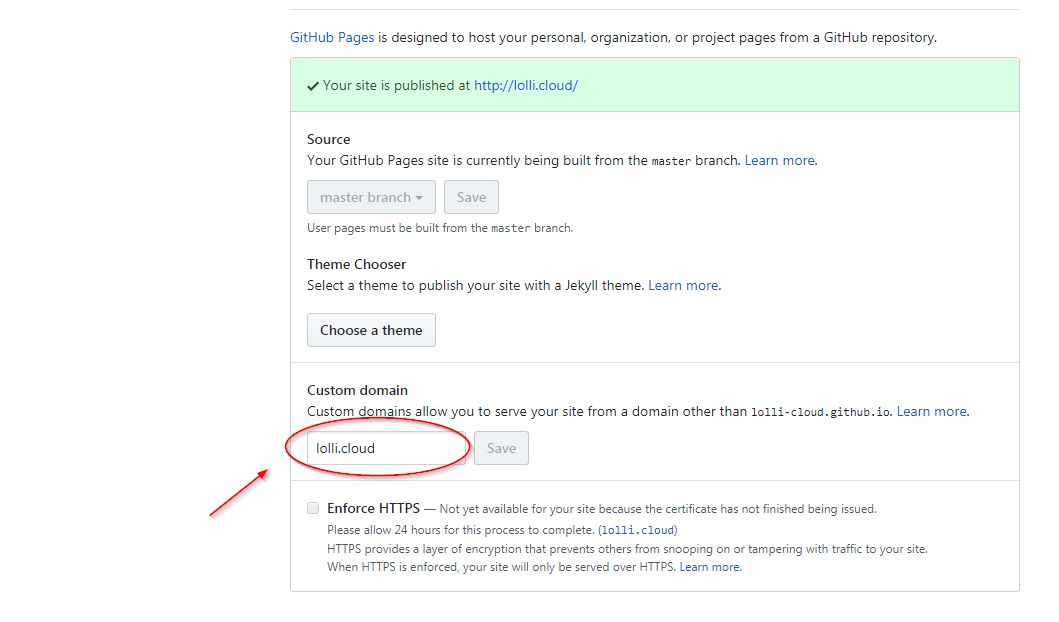 GitHub Pages is designed to host your personal, organization, or project pages from a GitHub repository.
Your site is published at http://lolli.cloud/
Source
Your GitHub Pages site is currently being built from the master branch. Learn more.
master branch
Save
User pages must be built from the master branch.
Theme Chooser
Select a theme to publish your site with a Jekyll theme. Learn more.
Choose a theme
Custom domain
Custom domains allow you to serve your site from a domain other than lolli-cloud.github.io. Learn more.
lolli.cloud
Save
Enforce HTTPS — Not yet available for your site because the certificate has not finished being issued.
Please allow 24 hours for this process to complete. (lolli.cloud)
HTTPS provides a layer of encryption that prevents others from snooping on or tampering with traffic to your site.
When HTTPS is enforced, your site will only be served over HTTPS. Learn more.